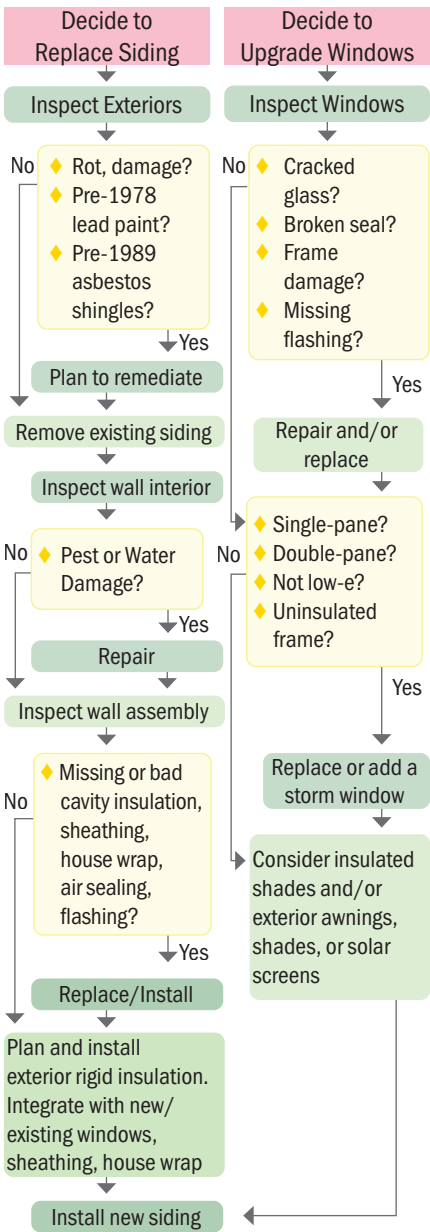 Decide to
Replace Siding
Inspect Exteriors
No
♦ Rot, damage?
♦ Pre-1978
lead paint?
♦ Pre-1989
asbestos
shingles?
Yes
Plan to remediate
Remove existing siding
Inspect wall interior
No
♦ Pest or Water
Damage?
Yes
Repair
Inspect wall assembly
No
♦ Missing or bad
cavity insulation,
sheathing,
house wrap,
air sealing,
flashing?
Yes
Replace/Install
Plan and install
exterior rigid insulation.
Integrate with new/
existing windows,
sheathing, house wrap
Install new siding
Decide to
Upgrade Windows
Inspect Windows
No
♦ Cracked
glass?
♦ Broken seal?
♦ Frame
damage?
♦ Missing
flashing?
Yes
Repair and/or
replace
No
♦ Single-pane?
♦ Double-pane?
♦ Not low-e?
♦ Uninsulated
frame?
Yes
Replace or add a
storm window
Consider insulated
shades and/or
exterior awnings,
shades, or solar
screens